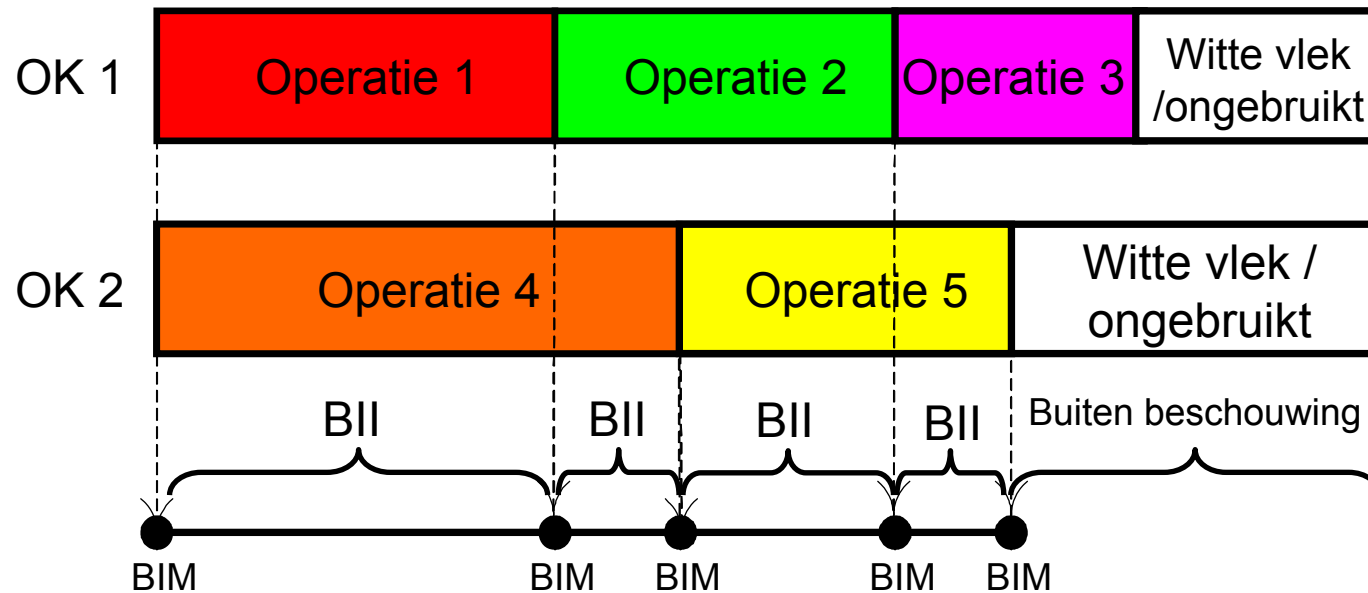 OK 1
Operatie 1
Operatie 2
Operatie 3
Witte vlek
/ongebruikt
OK 2
Operatie 4
Operatie 5
Witte vlek /
ongebruikt
BII
BII
BII
BII
Buiten beschouwing
BIM
BIM
BIM
BIM
BIM